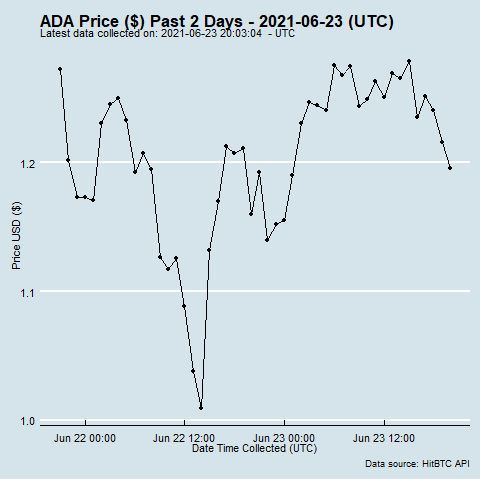 ADA Price ($) Past 2 Days - 2021-06-23 (UTC)
Latest data collected on: 2021-06-23 20:03:04  - UTC
Price USD ($)
1.2
1.1
1.0
Jun 22 00:00
Jun 22 12:00
Jun 23 00:00
Jun 23 12:00
Date Time Collected (UTC)
Data source: HitBTC API